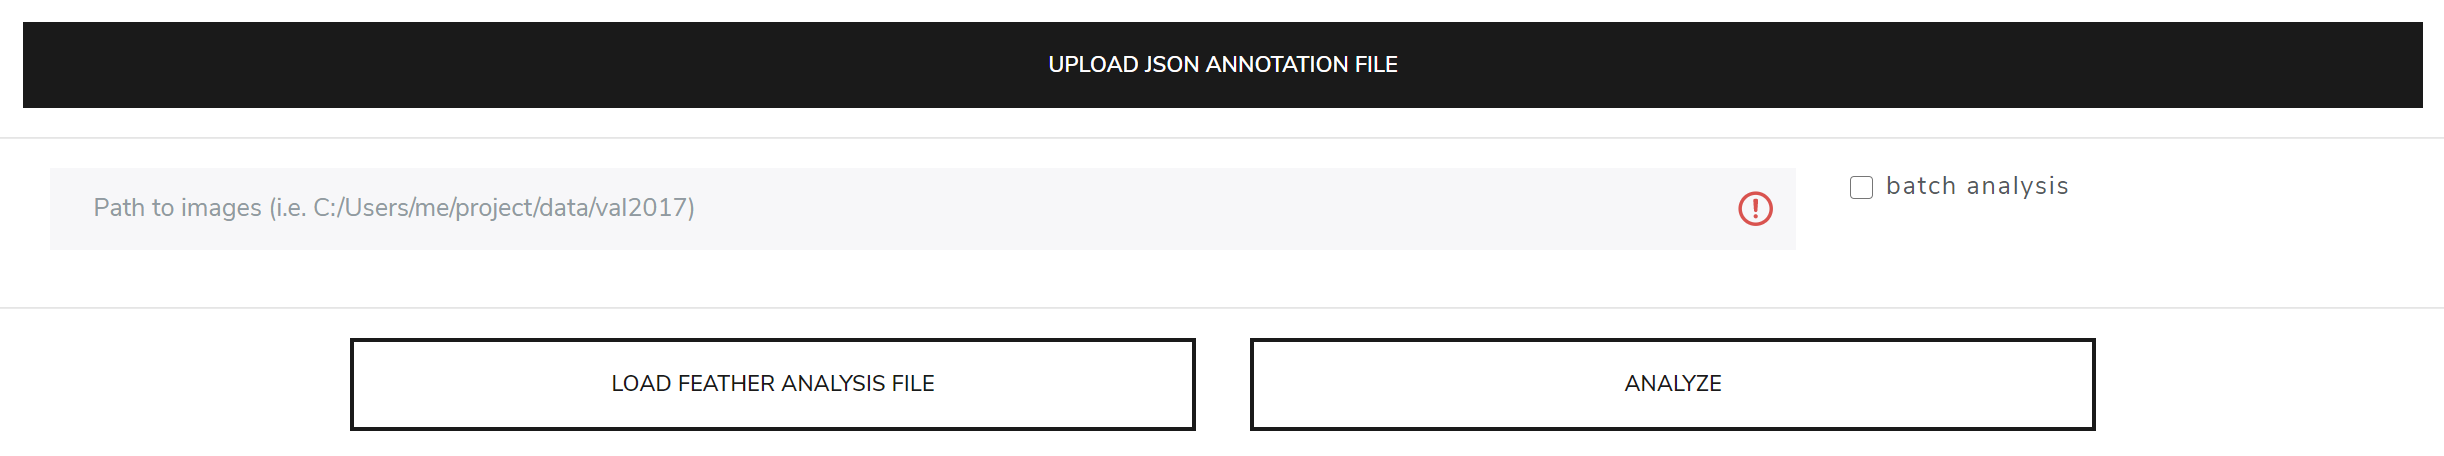 UPLOAD JSON ANNOTATION FILE
Path to images (i.e. C:/Users/me/project/data/val2017)
batch analysis
LOAD FEATHER ANALYSIS FILE
ANALYZE